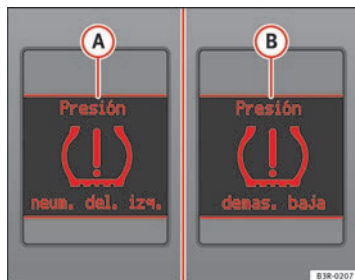 A
B
Presión
neum. del. izq.
Presión
demas. baja
B3R-0207